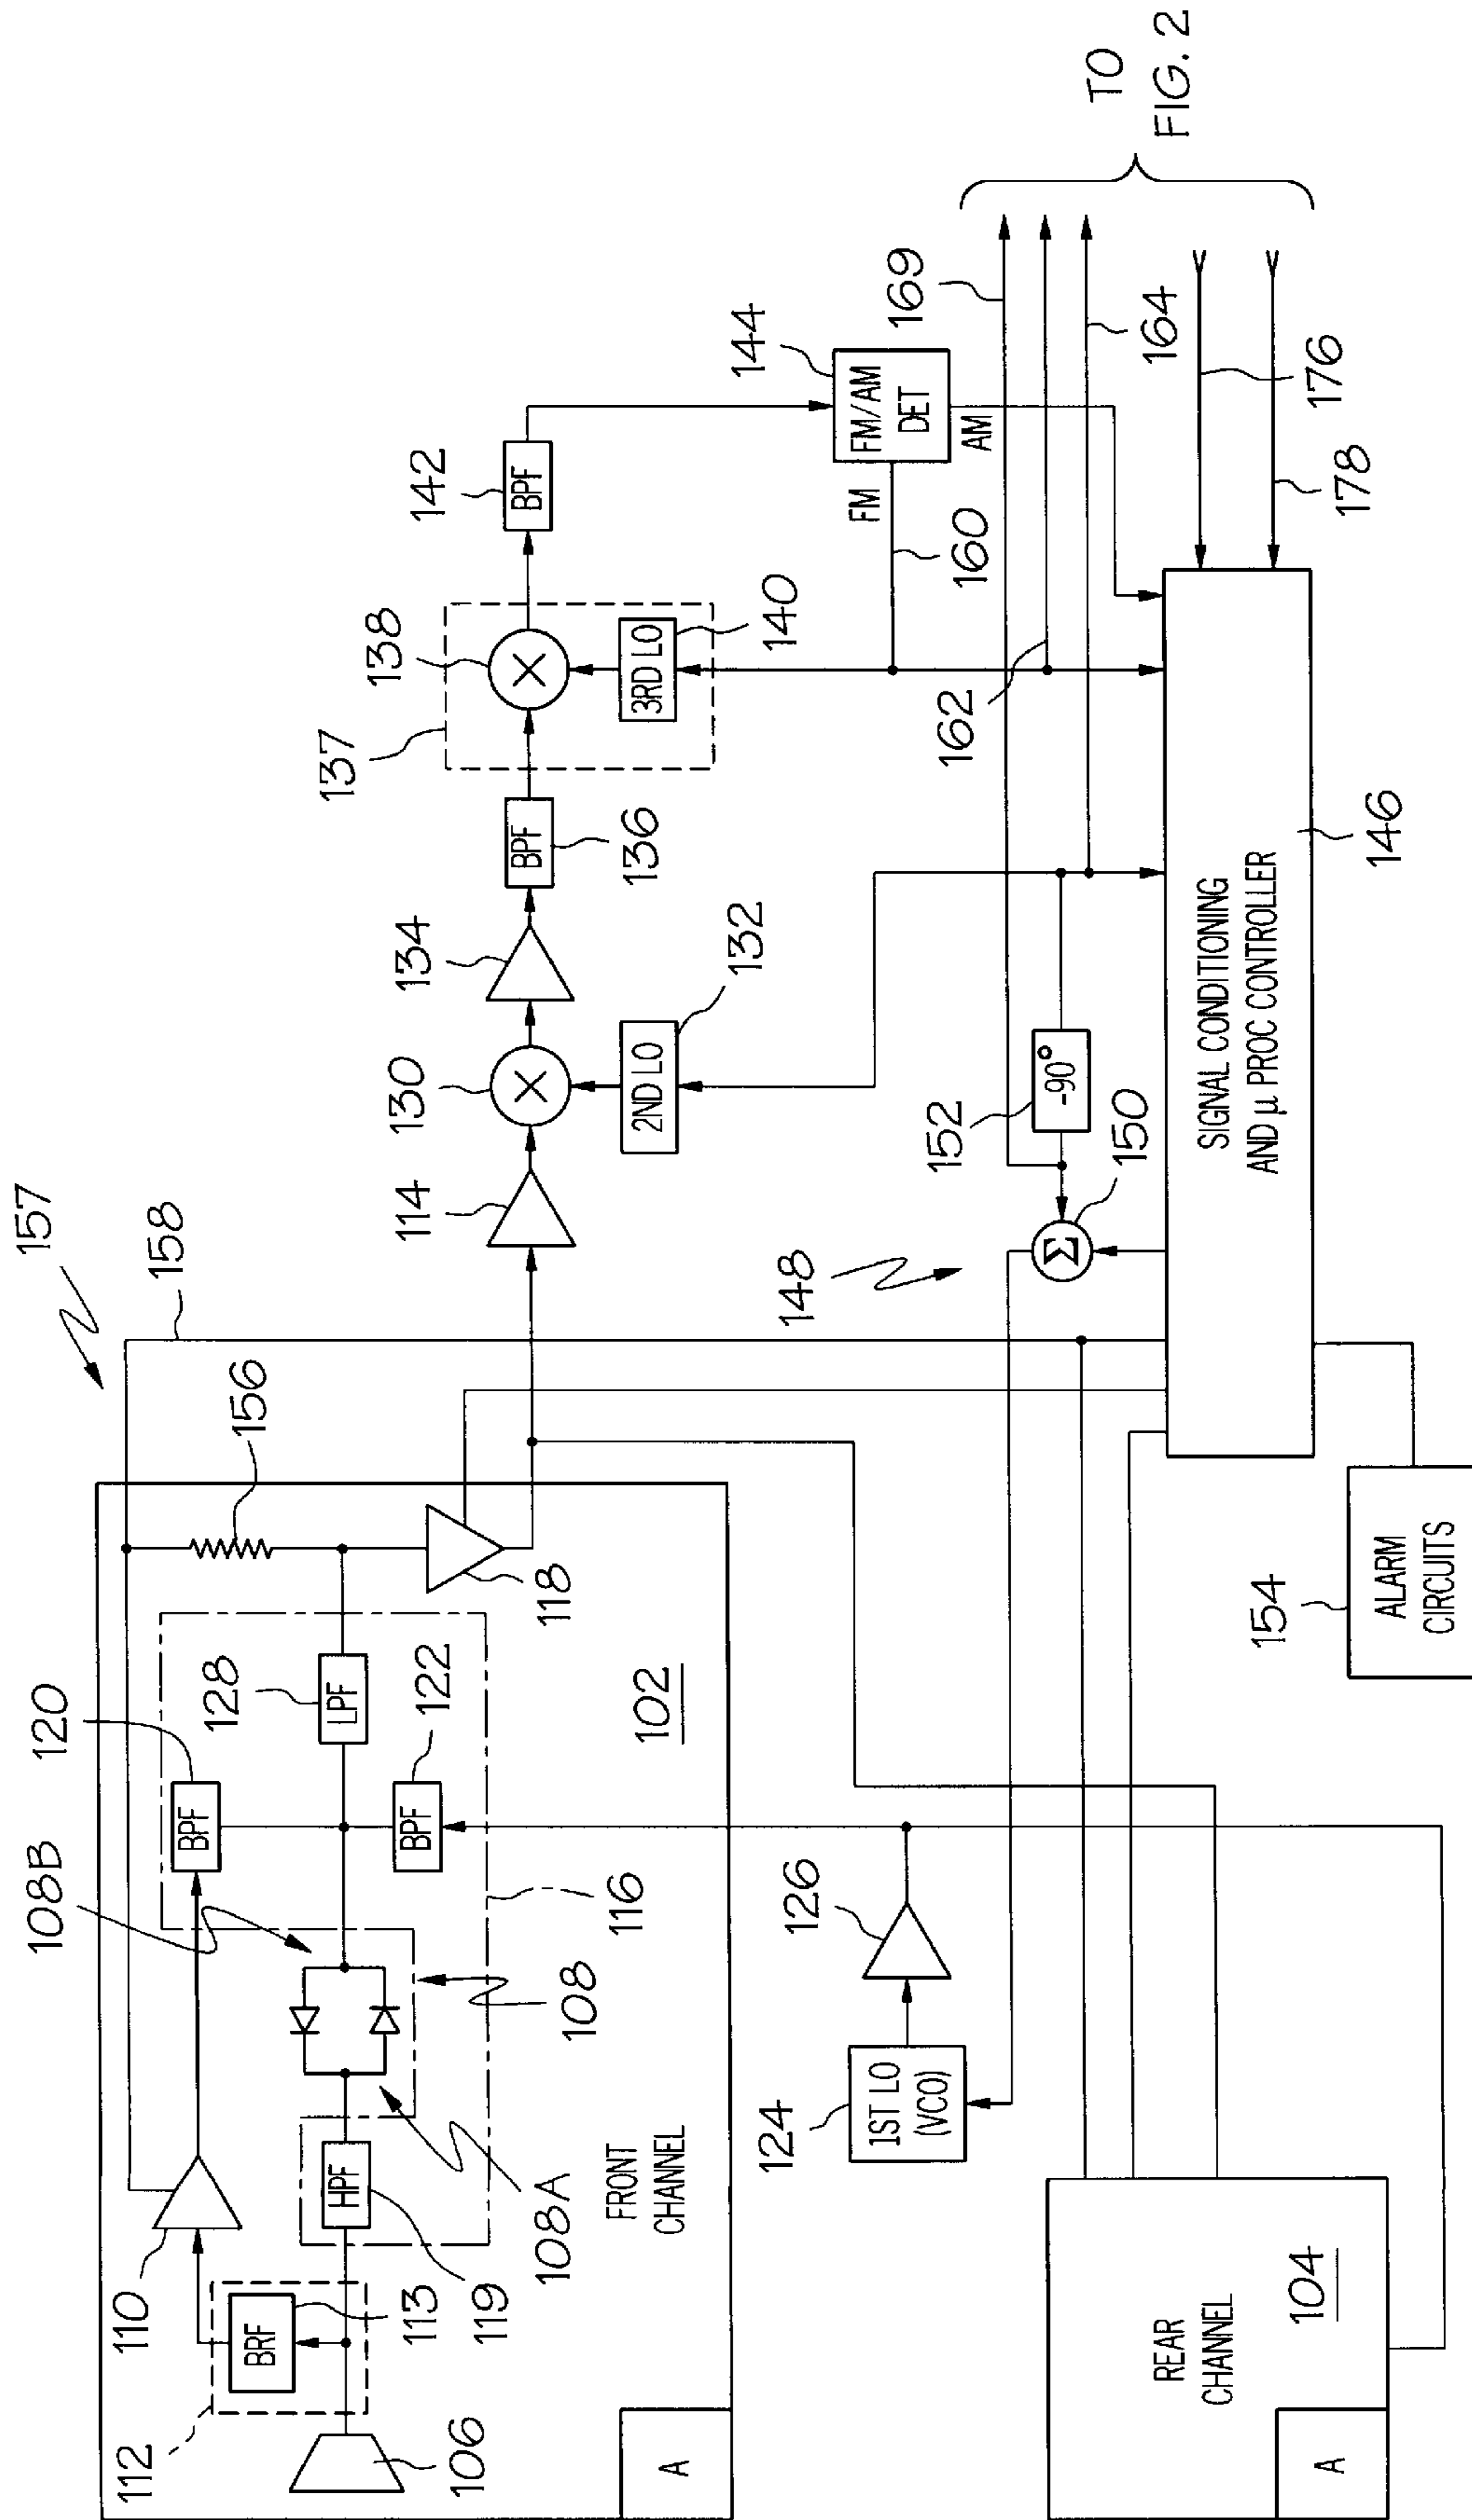 157
158
156
120
128
122
108B
108
108A
116
118
110
112
113
119
106
BRF
HPF
BPF
BPF
LPF
102
FRONT
CHANNEL
A
114
130
134
136
BPF
132
2ND LO
137
138
140
3RD LO
142
BPF
144
FM/AM
DET
FM
AM
160
162
169
164
176
178
TO
FIG. 2
152
-90°
150
Σ
148
146
SIGNAL CONDITIONING
AND μ PROC CONTROLLER
154
ALARM
CIRCUITS
126
124
1ST LO
(VCO)
REAR
CHANNEL
104
A